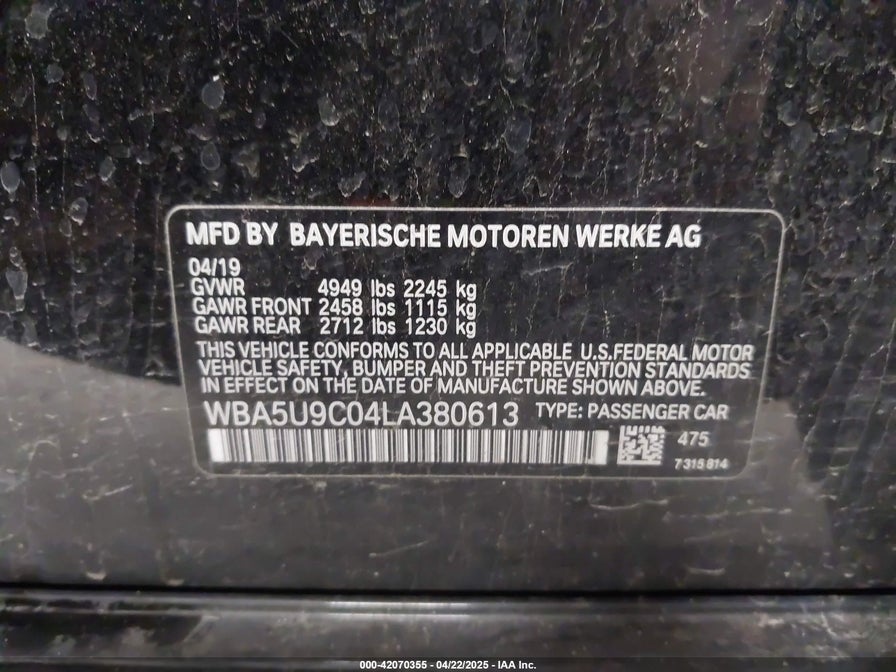 MFD BY BAYERISCHE MOTOREN WERKE AG
04/19
GVWR 4949 lbs 2245 kg
GAWR FRONT 2458 lbs 1115 kg
GAWR REAR 2712 lbs 1230 kg
THIS VEHICLE CONFORMS TO ALL APPLICABLE U.S.FEDERAL MOTOR
VEHICLE SAFETY, BUMPER AND THEFT PREVENTION STANDARDS
IN EFFECT ON THE DATE OF MANUFACTURE SHOWN ABOVE.
WBA5U9C04LA380613 TYPE: PASSENGER CAR
475
7315814
000-42070355 - 04/22/2025 - IAA Inc.